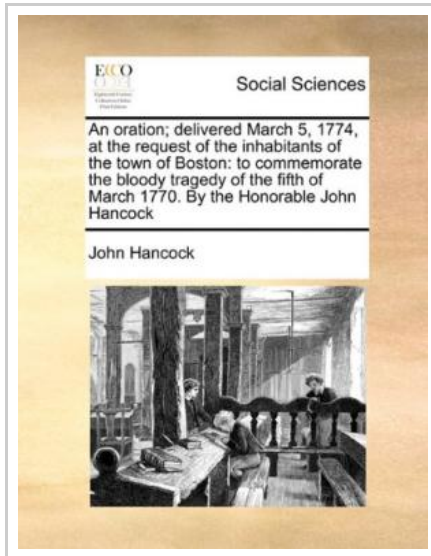 ECCO
Social Sciences
An oration; delivered March 5, 1774,
at the request of the inhabitants of
the town of Boston: to commemorate
the bloody tragedy of the fifth of
March 1770. By the Honorable John
Hancock
John Hancock